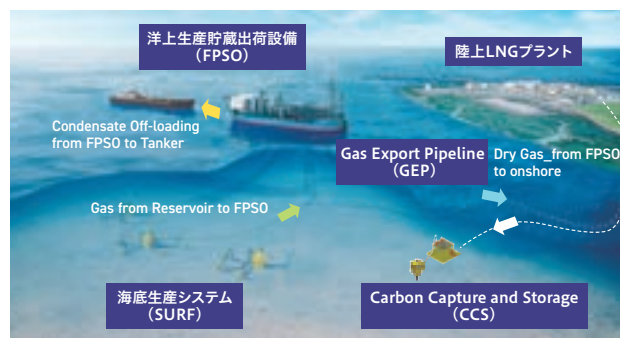 洋上生産貯蔵出荷設備
（FPSO）
陸上LNGプラント
Condensate Off-loading
from FPSO to Tanker
Gas Export Pipeline
（GEP）
Dry Gas_from FPSO
to onshore
Gas from Reservoir to FPSO
海底生産システム
（SURF）
Carbon Capture and Storage
（CCS）